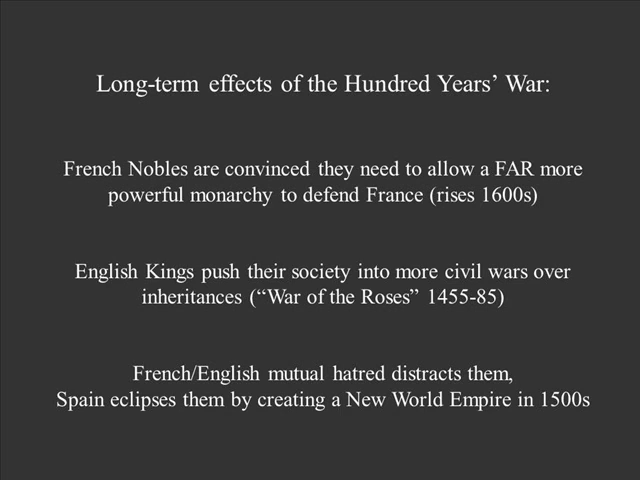 Long-term effects of the Hundred Years’ War:
French Nobles are convinced they need to allow a FAR more
powerful monarchy to defend France (rises 1600s)
English Kings push their society into more civil wars over
inheritances (“War of the Roses” 1455-85)
French/English mutual hatred distracts them,
Spain eclipses them by creating a New World Empire in 1500s